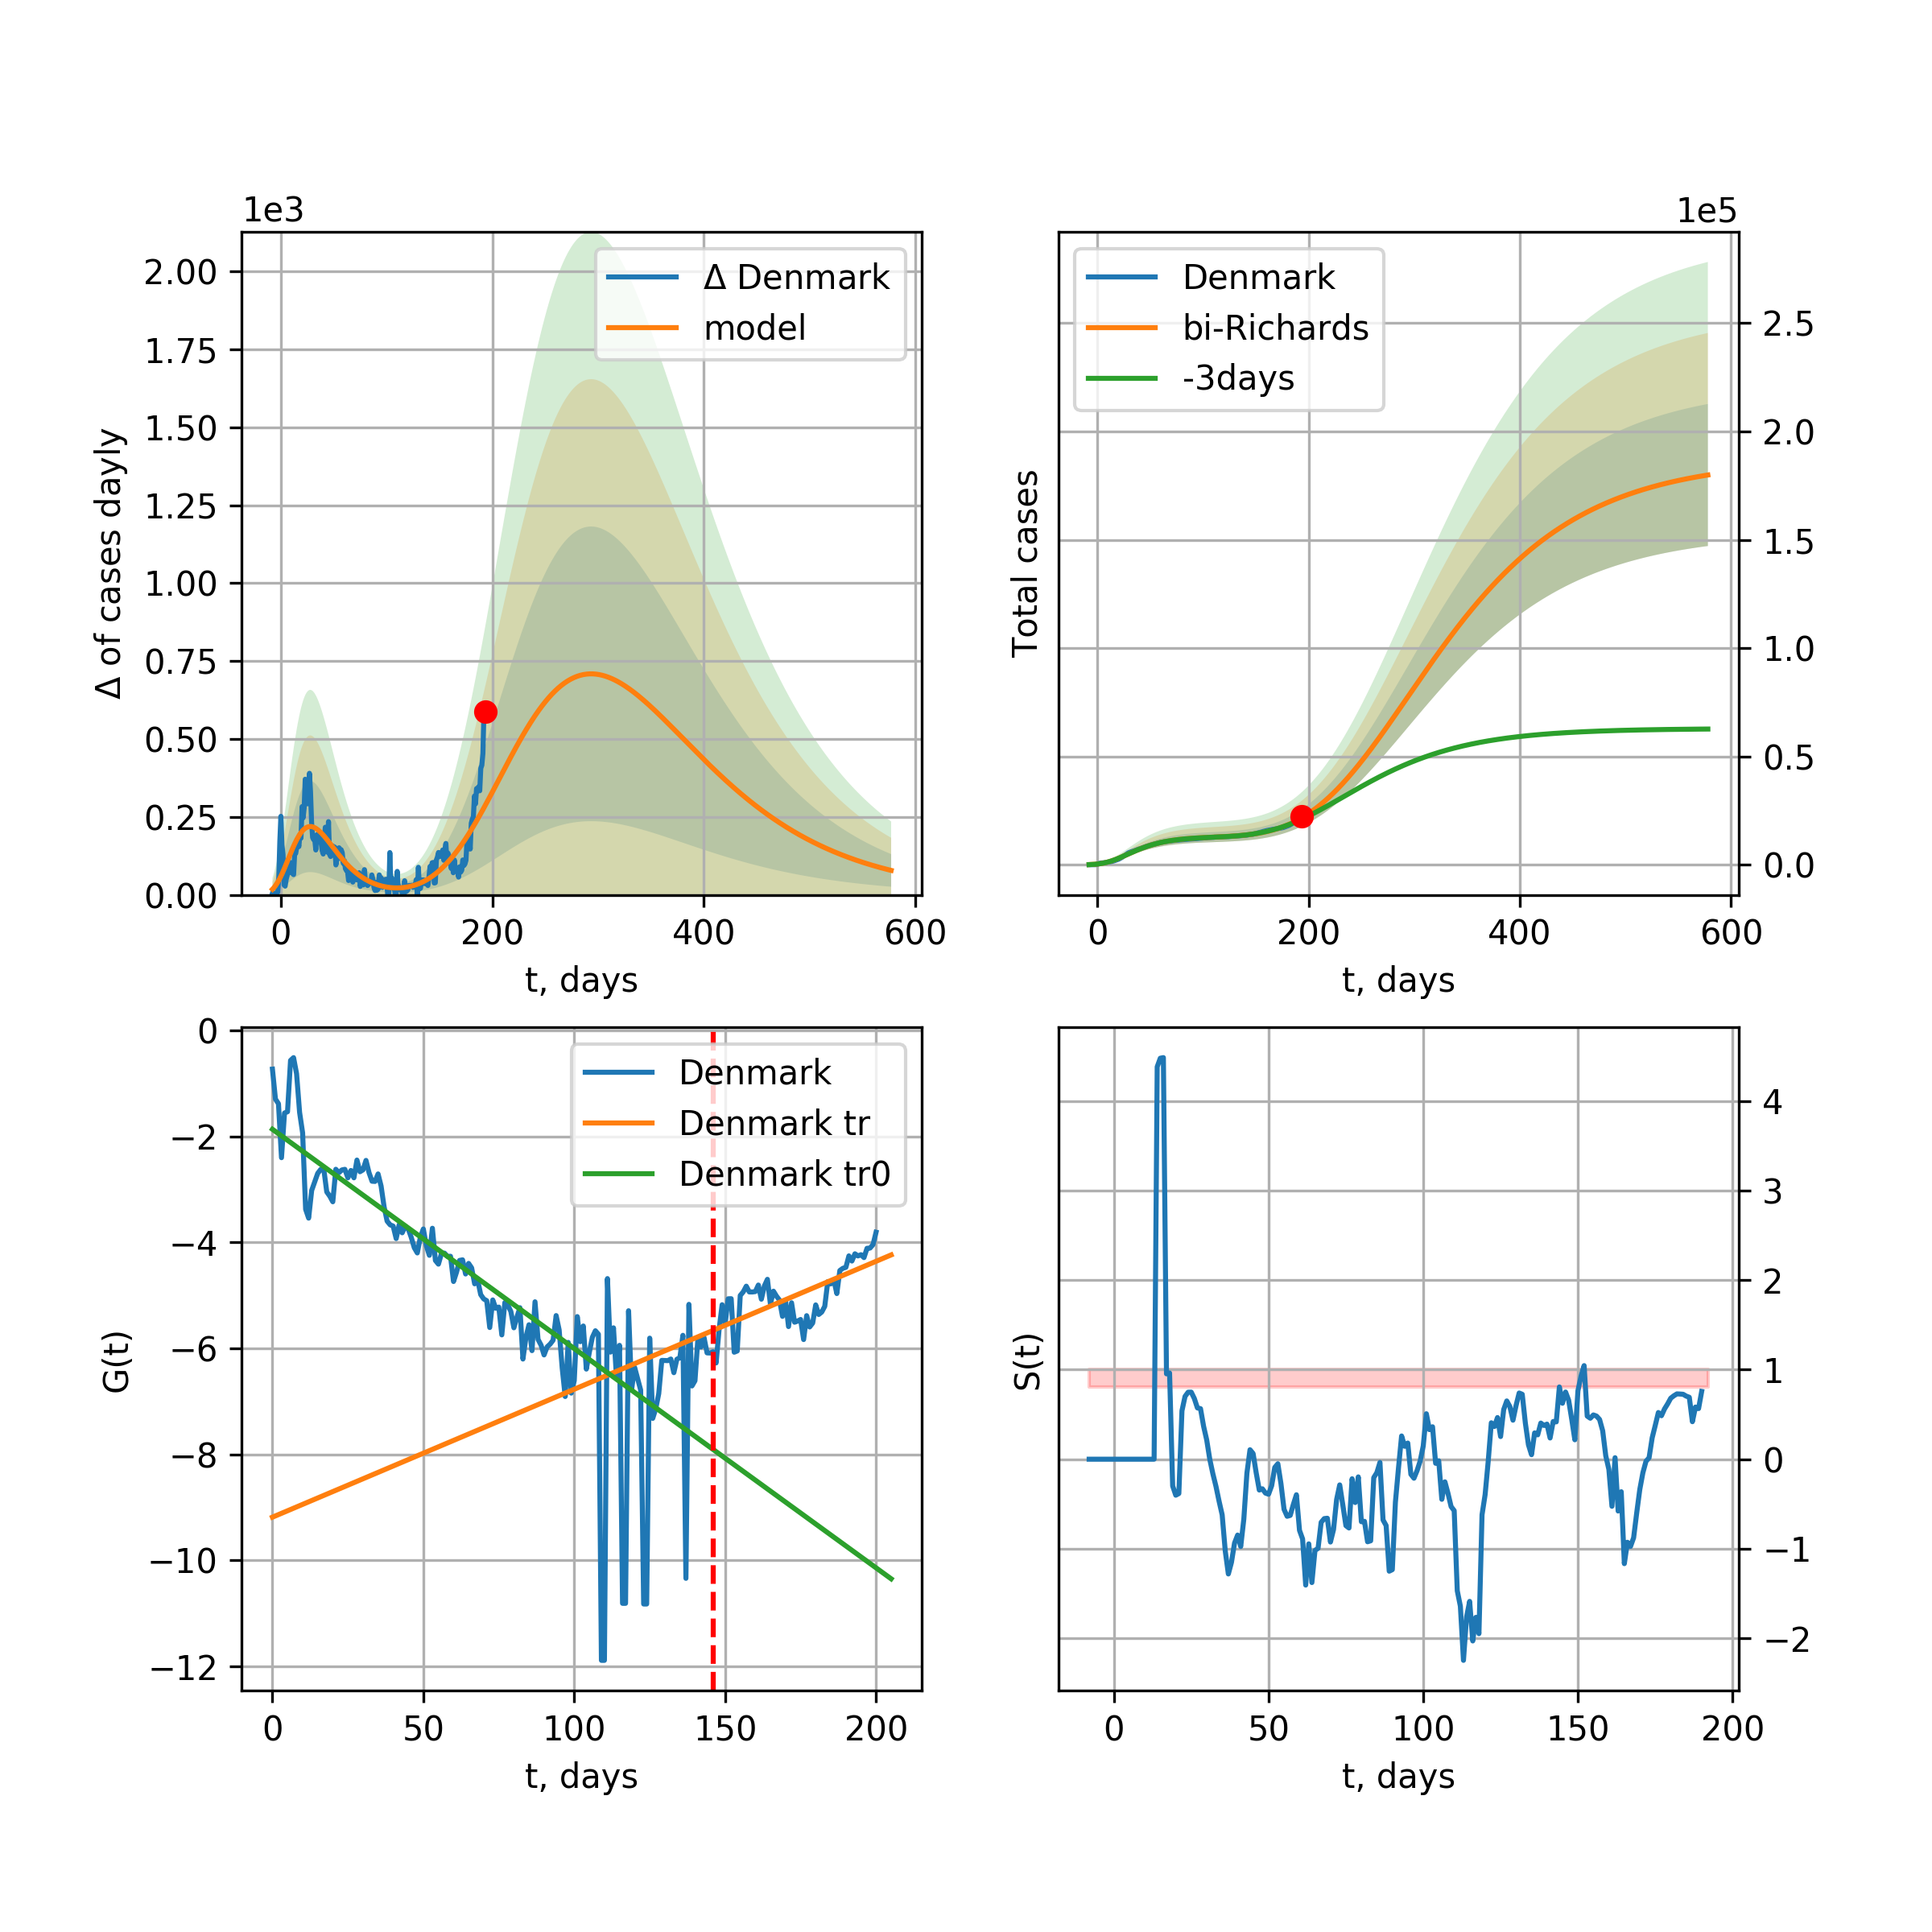 1e3
Δ of cases dayly
2.00
1.75
1.50
1.25
1.00
0.75
0.50
0.25
0.00
0 200 400 600
t, days
Δ Denmark
model
1e5
Total cases
2.5
2.0
1.5
1.0
0.5
0.0
0 200 400 600
t, days
Denmark
bi-Richards
-3days
G(t)
0
−2
−4
−6
−8
−10
−12
0 50 100 150 200
t, days
Denmark
Denmark tr
Denmark tr0
S(t)
4
3
2
1
0
−1
−2
0 50 100 150 200
t, days